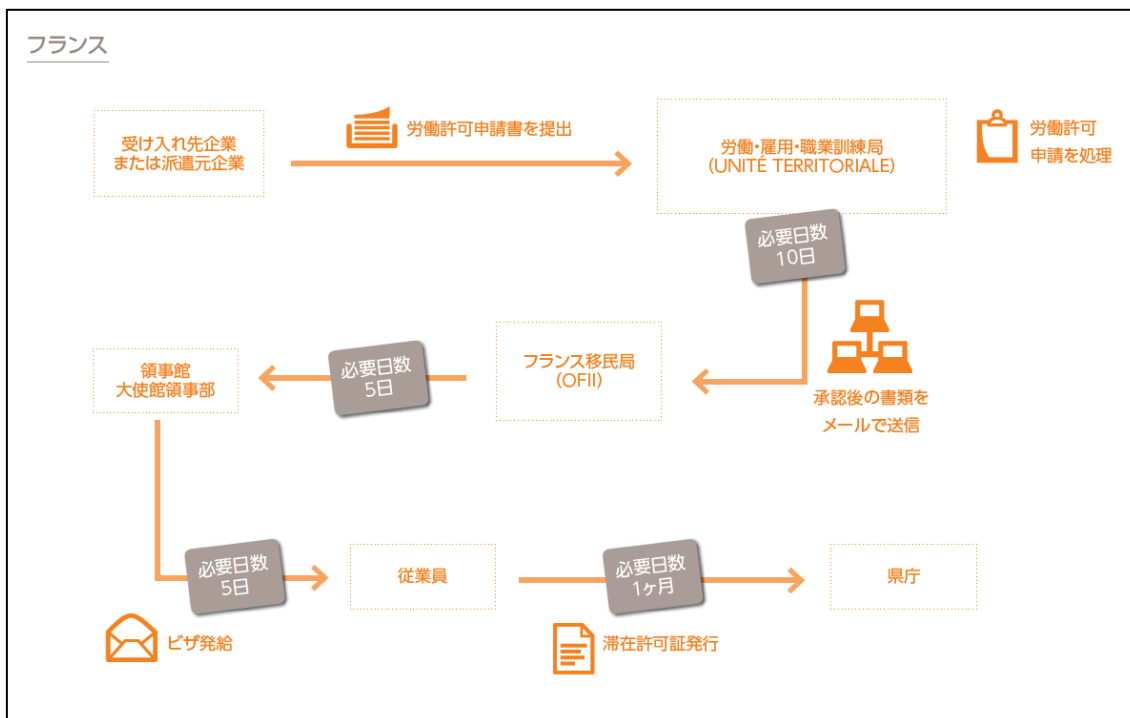 フランス
受け入れ先企業
または派遣元企業
労働許可申請書を提出
労働・雇用・職業訓練局
(UNITÉ TERRITORIALE)
労働許可
申請を処理
必要日数
10日
承認後の書類を
メールで送信
フランス移民局
(OFII)
必要日数
5日
領事館
大使館領事部
必要日数
5日
ビザ発給
従業員
必要日数
1ヶ月
滞在許可証発行
県庁